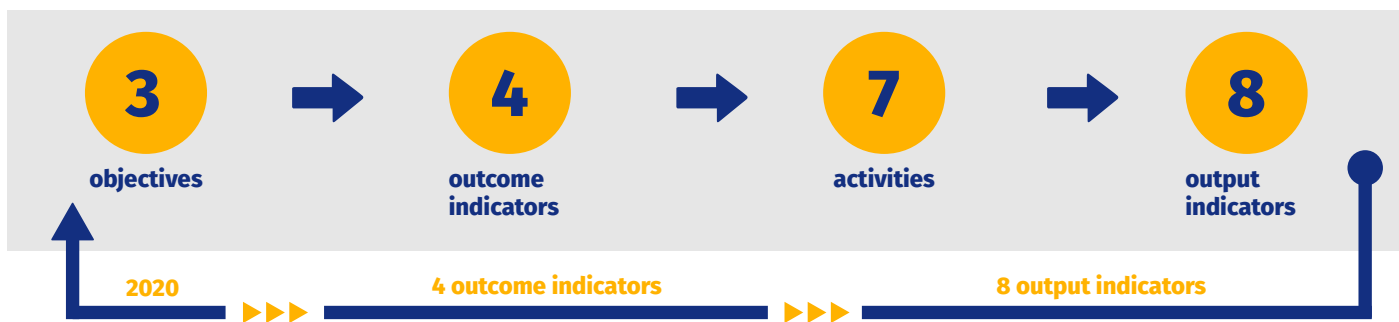 3
4
7
8
objectives
outcome
indicators
activities
output
indicators
2020
4 outcome indicators
8 output indicators